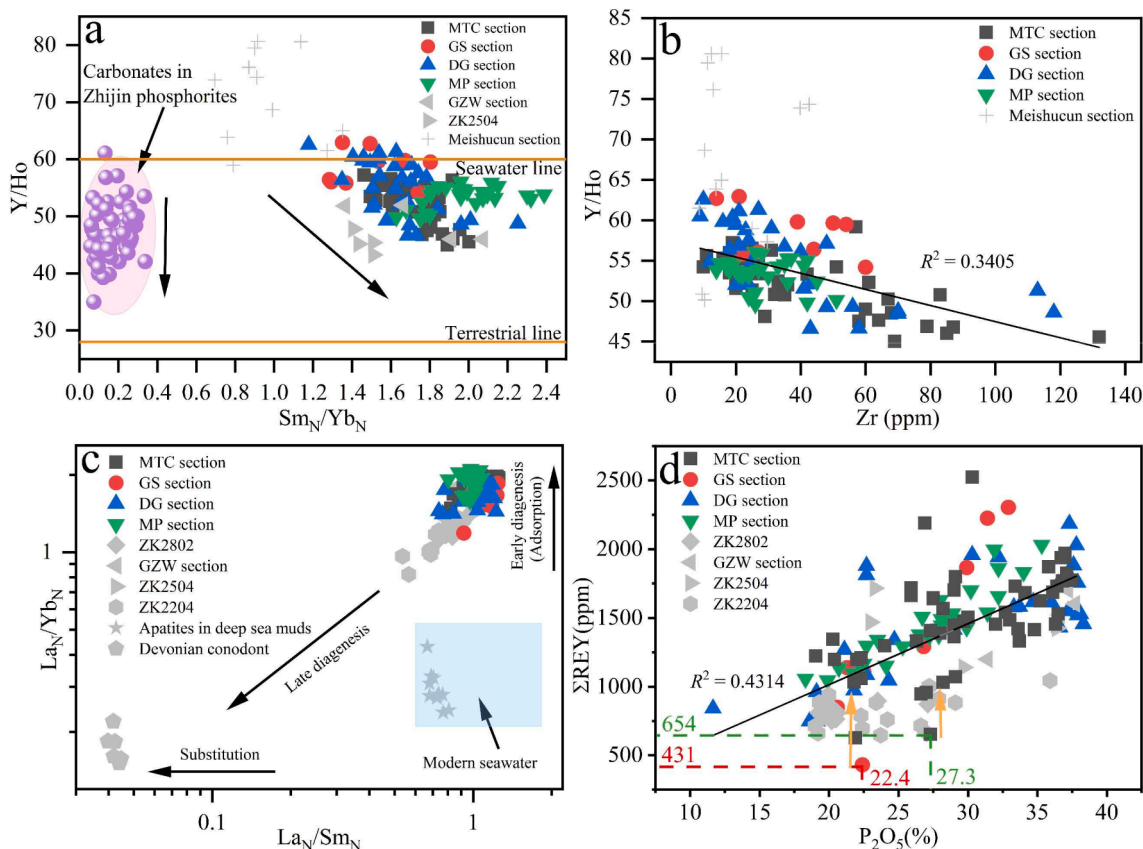 a
MTC section
GS section
DG section
MP section
GZW section
ZK2504
Meishucun section
Carbonates in
Zhijin phosphorites
Seawater line
Terrestrial line
80
70
60
50
40
30
Y/Ho
0.0 0.2 0.4 0.6 0.8 1.0 1.2 1.4 1.6 1.8 2.0 2.2 2.4
SmN/YbN
b
MTC section
GS section
DG section
MP section
Meishucun section
R² = 0.3405
80
75
70
65
60
55
50
45
Y/Ho
0 20 40 60 80 100 120 140
Zr (ppm)
c
MTC section
GS section
DG section
MP section
ZK2802
GZW section
ZK2504
ZK2204
Apatites in deep sea muds
Devonian conodont
Early diagenesis
(Adsorption)
Late diagenesis
Substitution
Modern seawater
1
LaN/YbN
0.1 1
LaN/SmN
d
MTC section
GS section
DG section
MP section
ZK2802
GZW section
ZK2504
ZK2204
R² = 0.4314
654
431
22.4
27.3
2500
2000
1500
1000
500
ΣREY(ppm)
10 15 20 25 30 35 40
P₂O₅(%)